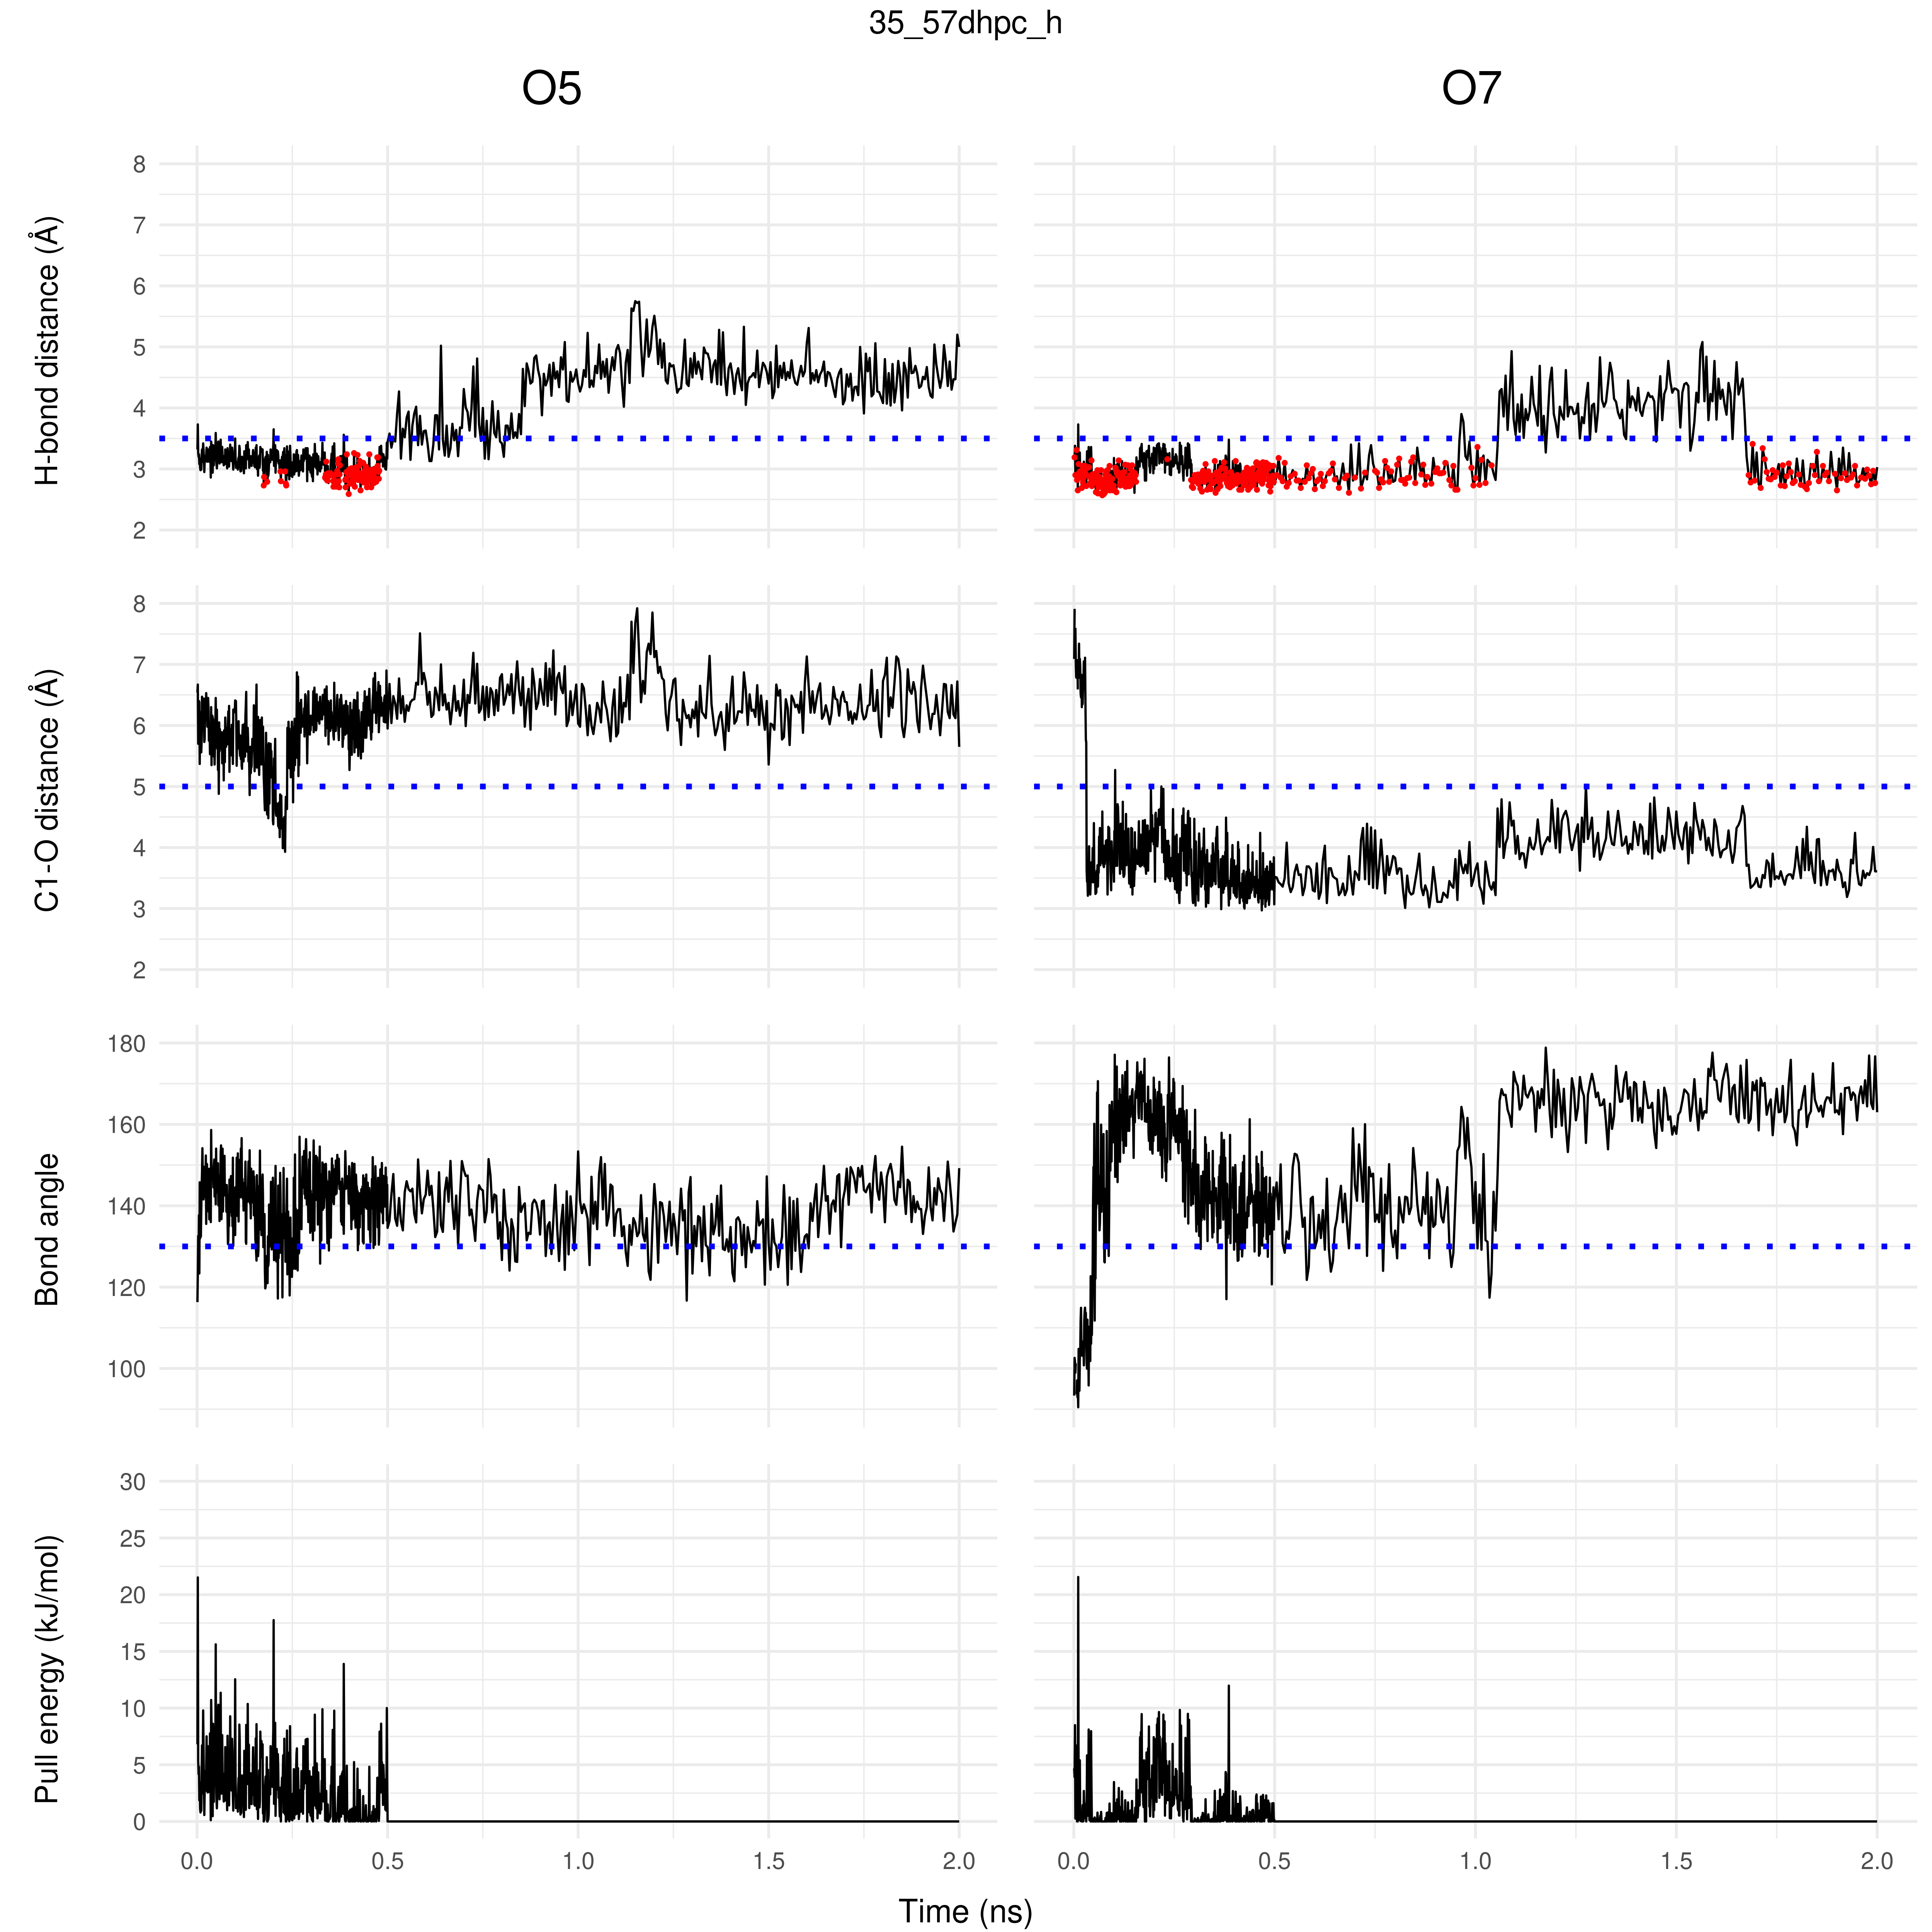 35_57dhpc_h
O5
O7
H-bond distance (Å)
8
7
6
5
4
3
2
C1-O distance (Å)
8
7
6
5
4
3
2
Bond angle
180
160
140
120
100
Pull energy (kJ/mol)
30
25
20
15
10
5
0
0.0 0.5 1.0 1.5 2.0
0.0 0.5 1.0 1.5 2.0
Time (ns)